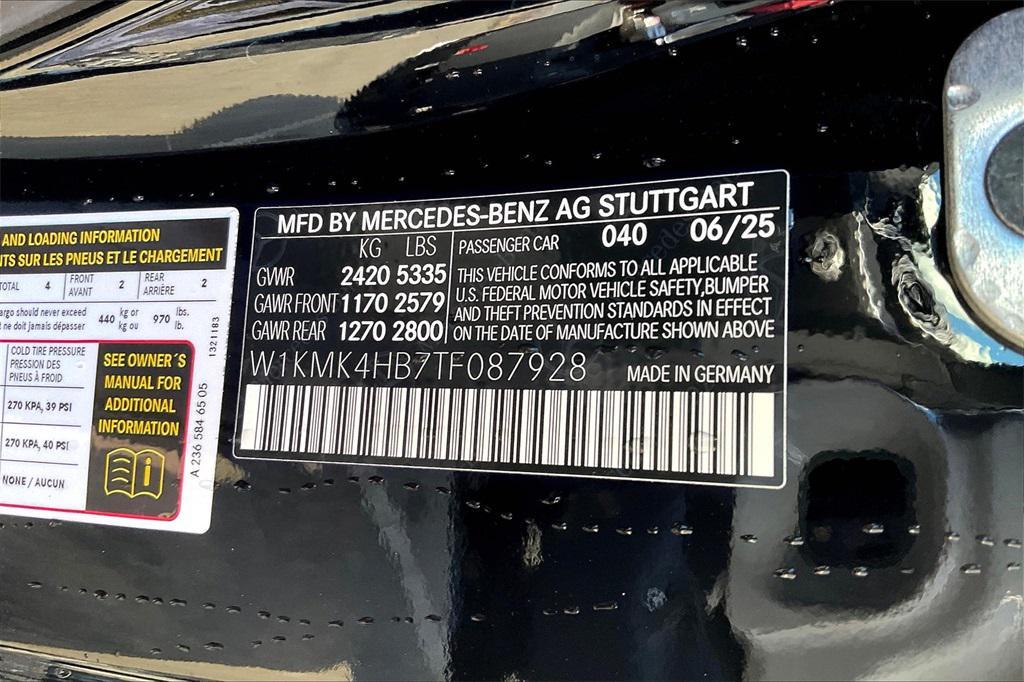 AND LOADING INFORMATION
NTS SUR LES PNEUS ET LE CHARGEMENT
TOTAL 4 FRONT AVANT 2 REAR ARRIÈRE 2
argo should never exceed 440 kg or 970 lbs.
ne doit jamais dépasser kg ou lb.
COLD TIRE PRESSURE
PRESSION DES
PNEUS À FROID
270 KPA, 39 PSI
270 KPA, 40 PSI
NONE / AUCUN
SEE OWNER´S
MANUAL FOR
ADDITIONAL
INFORMATION
1321183
A 236 584 65 05
MFD BY MERCEDES-BENZ AG STUTTGART
KG LBS
GVWR 2420 5335
GAWR FRONT 1170 2579
GAWR REAR 1270 2800
PASSENGER CAR 040 06/25
THIS VEHICLE CONFORMS TO ALL APPLICABLE
U.S. FEDERAL MOTOR VEHICLE SAFETY,BUMPER
AND THEFT PREVENTION STANDARDS IN EFFECT
ON THE DATE OF MANUFACTURE SHOWN ABOVE
W1KMK4HB7TF087928 MADE IN GERMANY